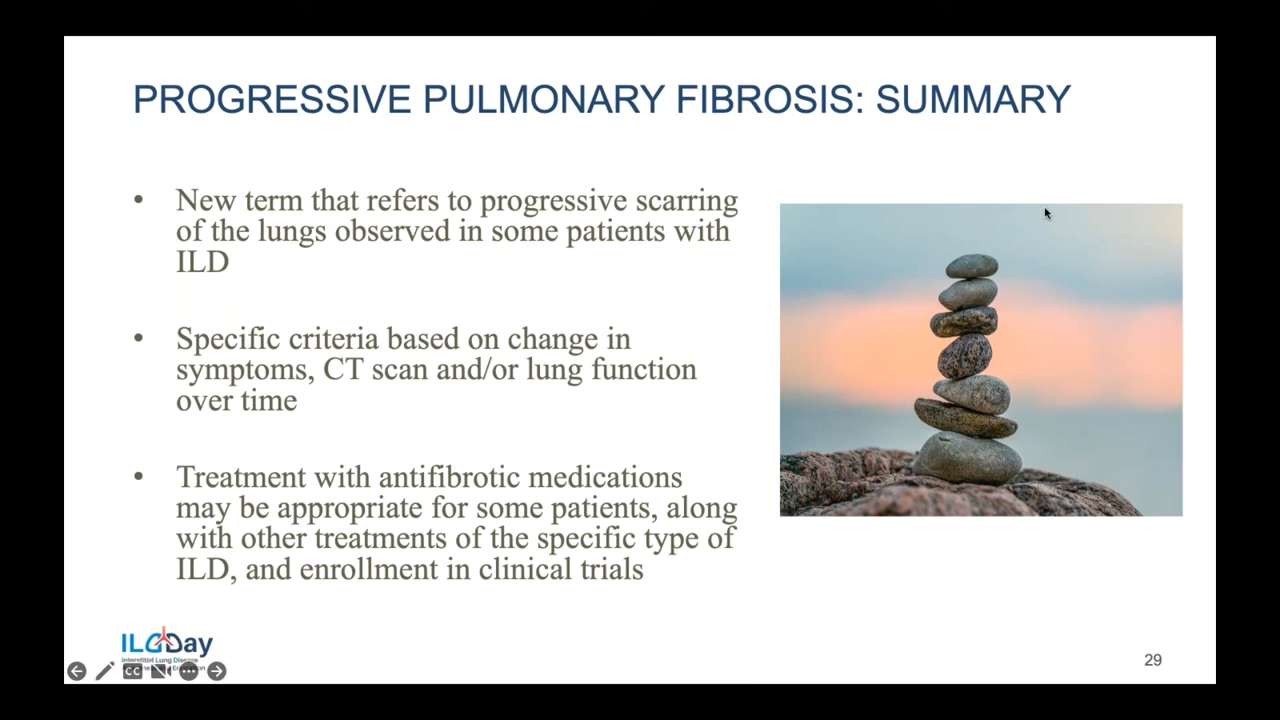 PROGRESSIVE PULMONARY FIBROSIS: SUMMARY
• New term that refers to progressive scarring
of the lungs observed in some patients with
ILD
• Specific criteria based on change in
symptoms, CT scan and/or lung function
over time
• Treatment with antifibrotic medications
may be appropriate for some patients, along
with other treatments of the specific type of
ILD, and enrollment in clinical trials
ILDDay
Interstitial Lung Disease
CC
29